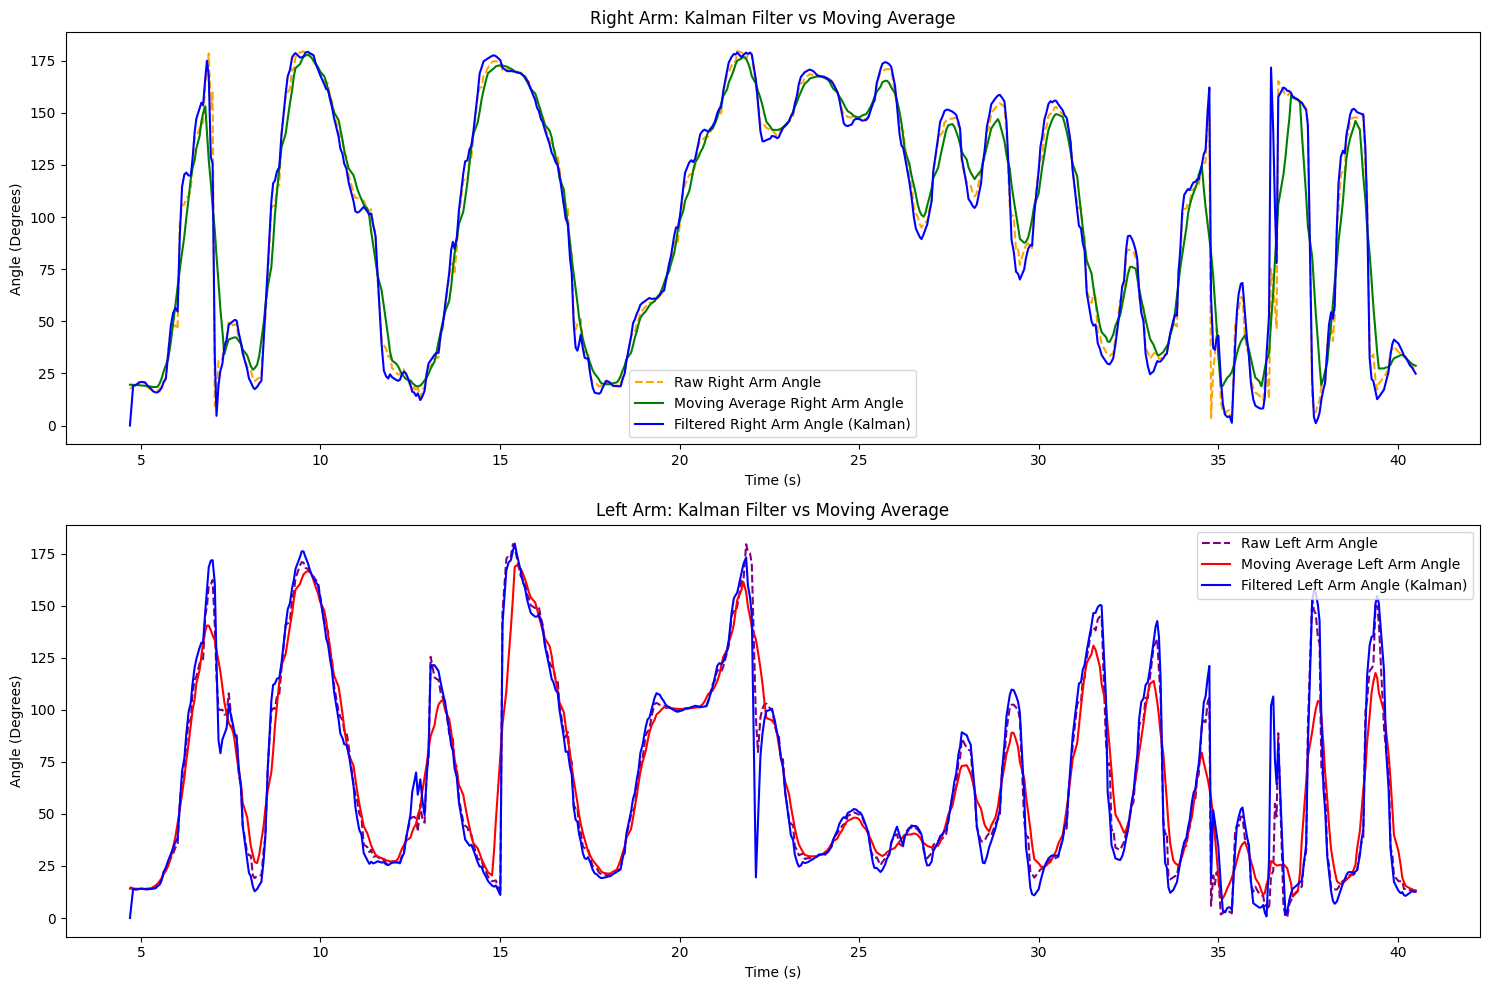 Right Arm: Kalman Filter vs Moving Average
Angle (Degrees)
175
150
125
100
75
50
25
0
Raw Right Arm Angle
Moving Average Right Arm Angle
Filtered Right Arm Angle (Kalman)
5 10 15 20 25 30 35 40
Time (s)
Left Arm: Kalman Filter vs Moving Average
Angle (Degrees)
175
150
125
100
75
50
25
0
Raw Left Arm Angle
Moving Average Left Arm Angle
Filtered Left Arm Angle (Kalman)
5 10 15 20 25 30 35 40
Time (s)